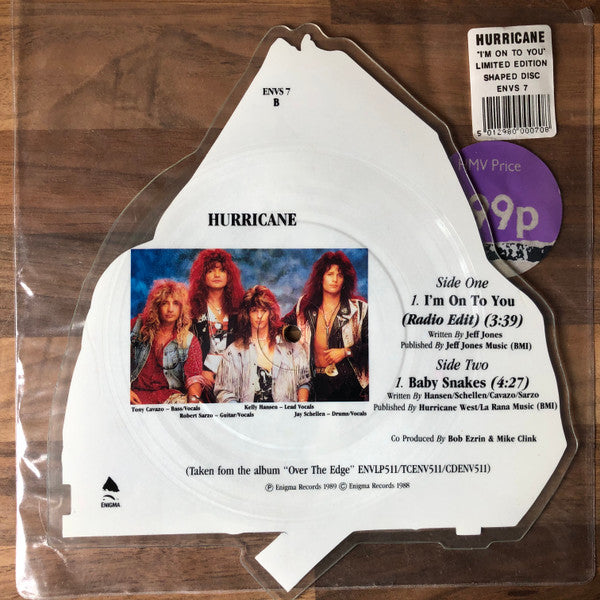 HURRICANE
"I'M ON TO YOU"
LIMITED EDITION
SHAPED DISC
ENVS 7
5 012980 000708
HMV Price
99p
ENVS 7
B
HURRICANE
Tony Cavazo – Bass/Vocals
Kelly Hansen – Lead Vocals
Robert Sarzo – Guitar/Vocals
Jay Schellen – Drums/Vocals
Side One
1. I'm On To You
(Radio Edit) (3:39)
Written By Jeff Jones
Published By Jeff Jones Music (BMI)
Side Two
1. Baby Snakes (4:27)
Written By Hansen/Schellen/Cavazo/Sarzo
Published By Hurricane West/La Rana Music (BMI)
Co Produced By Bob Ezrin & Mike Clink
(Taken fom the album "Over The Edge" ENVLP511/TCENV511/CDENV511)
Ⓟ Enigma Records 1989 © Enigma Records 1988
ENIGMA